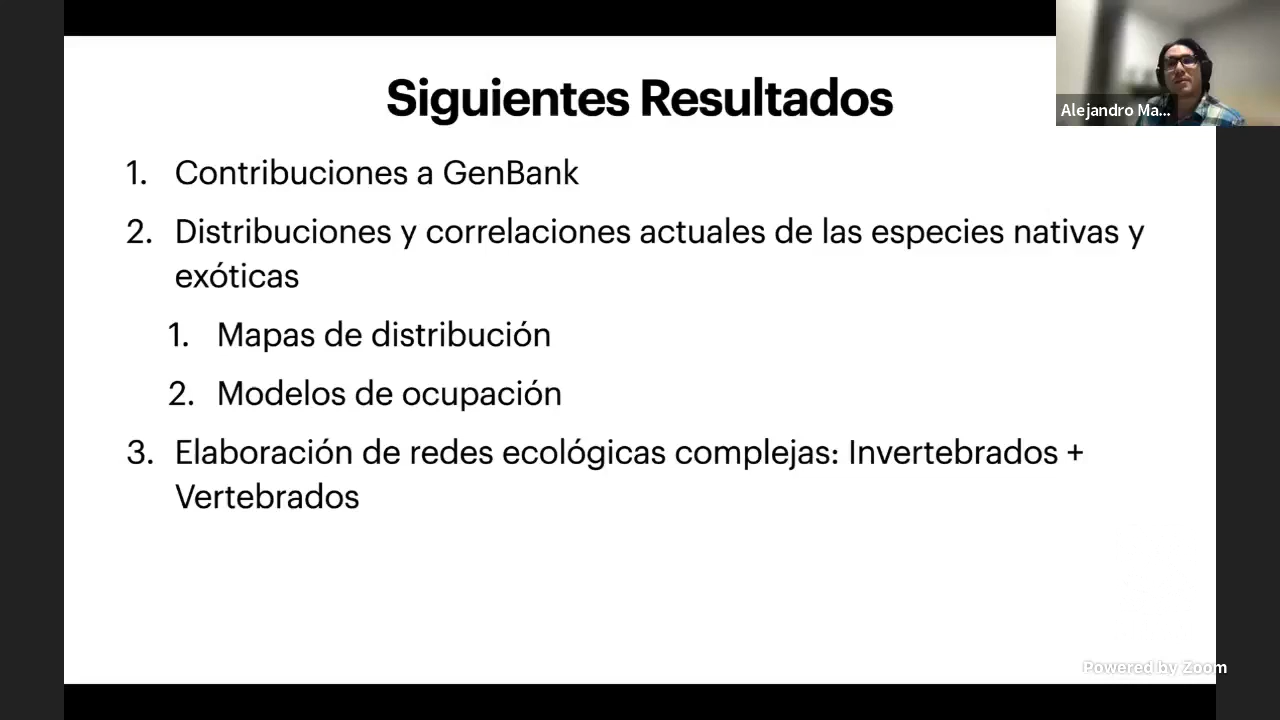 Siguientes Resultados
Alejandro Ma...
1. Contribuciones a GenBank
2. Distribuciones y correlaciones actuales de las especies nativas y
exóticas
1. Mapas de distribución
2. Modelos de ocupación
3. Elaboración de redes ecológicas complejas: Invertebrados +
Vertebrados
Powered by Zoom